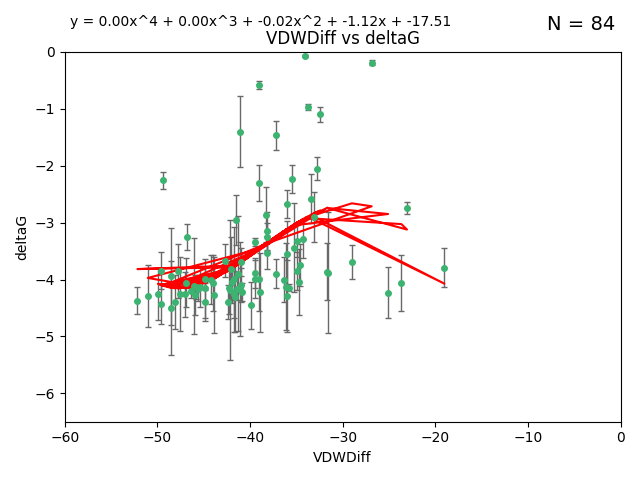 y = 0.00x^4 + 0.00x^3 + -0.02x^2 + -1.12x + -17.51
N = 84
VDWDiff vs deltaG
0
−1
−2
−3
−4
−5
−6
deltaG
−60 −50 −40 −30 −20 −10 0
VDWDiff